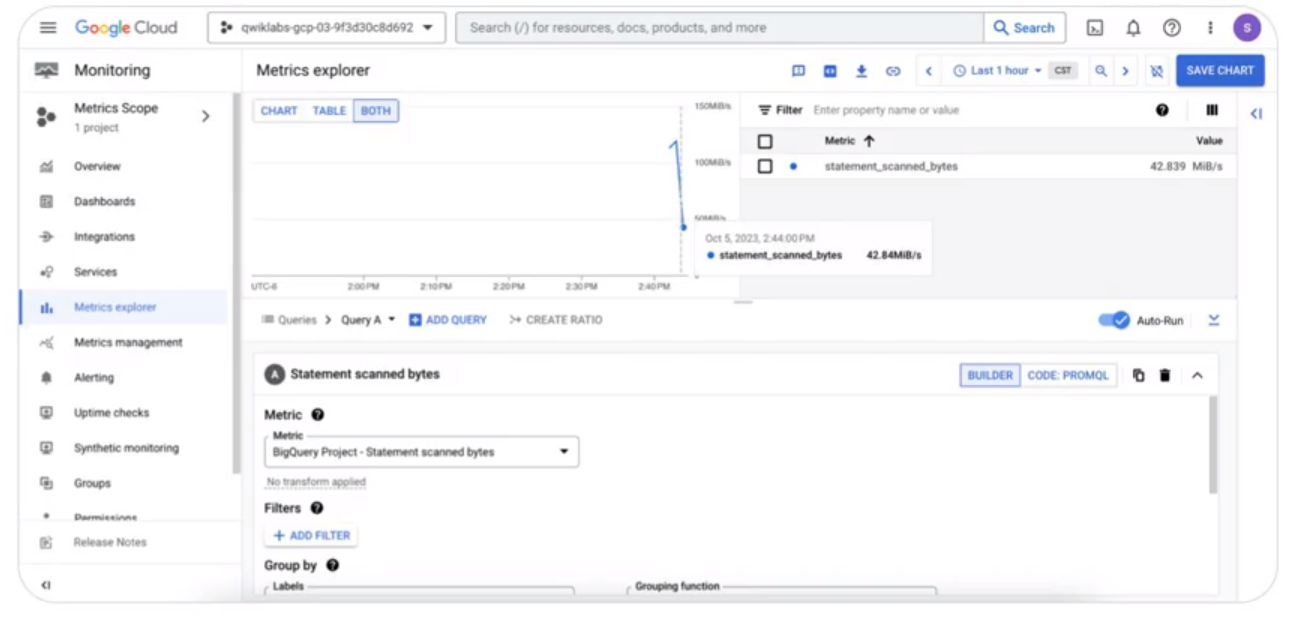 Google Cloud
qwiklabs-gcp-03-9f3d30c8d692
Search (/) for resources, docs, products, and more
Search
S
Monitoring
Metrics Scope
1 project
Overview
Dashboards
Integrations
Services
Metrics explorer
Metrics management
Alerting
Uptime checks
Synthetic monitoring
Groups
Permissions
Release Notes
Metrics explorer
Last 1 hour
CST
SAVE CHART
CHART TABLE BOTH
150MiB/s
100MiB/s
50MiB/s
UTC-6 2:00 PM 2:10 PM 2:20 PM 2:30 PM 2:40 PM
Filter Enter property name or value
Metric Value
statement_scanned_bytes 42.839 MiB/s
Oct 5, 2023, 2:44:00 PM
statement_scanned_bytes 42.84MiB/s
Queries Query A ADD QUERY CREATE RATIO
Auto-Run
A Statement scanned bytes
BUILDER CODE: PROMQL
Metric
Metric
BigQuery Project - Statement scanned bytes
No transform applied
Filters
+ ADD FILTER
Group by
Labels Grouping function